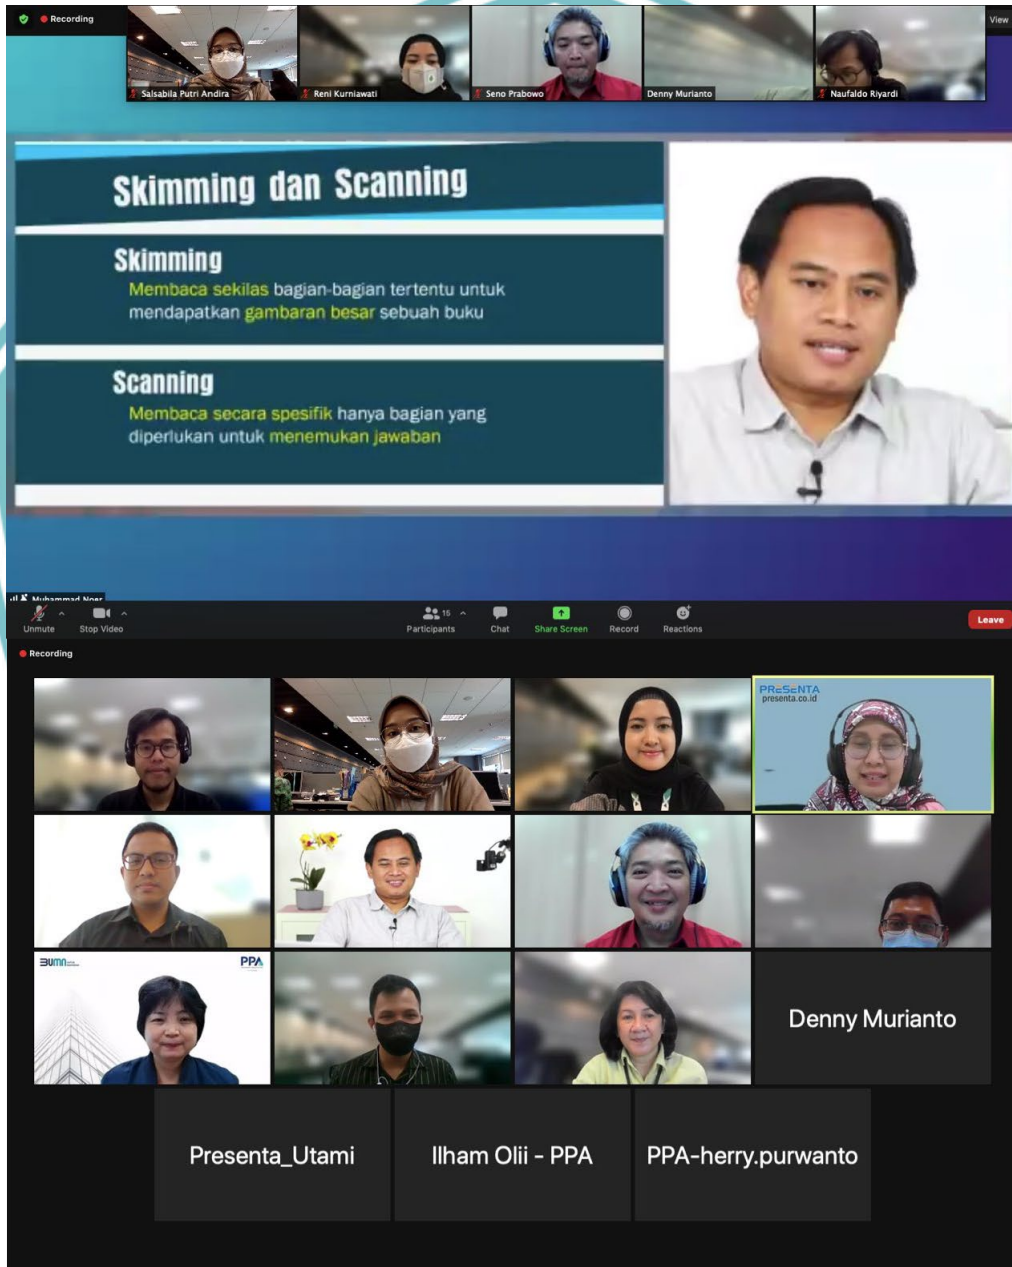 Recording
View
Salsabila Putri Andira
Reni Kurniawati
Seno Prabowo
Denny Murianto
Naufaldo Riyardi
Skimming dan Scanning
Skimming
Membaca sekilas bagian-bagian tertentu untuk
mendapatkan gambaran besar sebuah buku
Scanning
Membaca secara spesifik hanya bagian yang
diperlukan untuk menemukan jawaban
Muhammad Noer
Unmute
Stop Video
15
Participants
Chat
Share Screen
Record
Reactions
Leave
Recording
PRESENTA
presenta.co.id
BUMN
PPA
Denny Murianto
Presenta_Utami
Ilham Olii - PPA
PPA-herry.purwanto